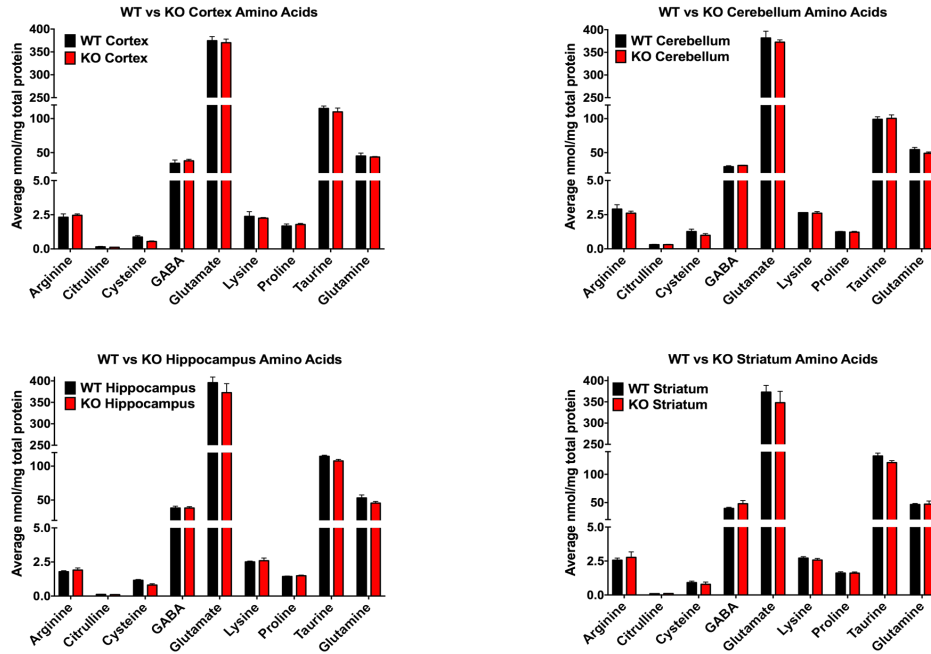 WT vs KO Cortex Amino Acids
Average nmol/mg total protein
400
350
300
250
100
50
5.0
2.5
0.0
WT Cortex
KO Cortex
Arginine
Citrulline
Cysteine
GABA
Glutamate
Lysine
Proline
Taurine
Glutamine
WT vs KO Cerebellum Amino Acids
Average nmol/mg total protein
400
350
300
250
100
50
5.0
2.5
0.0
WT Cerebellum
KO Cerebellum
Arginine
Citrulline
Cysteine
GABA
Glutamate
Lysine
Proline
Taurine
Glutamine
WT vs KO Hippocampus Amino Acids
Average nmol/mg total protein
400
350
300
250
100
50
5.0
2.5
0.0
WT Hippocampus
KO Hippocampus
Arginine
Citrulline
Cysteine
GABA
Glutamate
Lysine
Proline
Taurine
Glutamine
WT vs KO Striatum Amino Acids
Average nmol/mg total protein
400
350
300
250
100
50
5.0
2.5
0.0
WT Striatum
KO Striatum
Arginine
Citrulline
Cysteine
GABA
Glutamate
Lysine
Proline
Taurine
Glutamine